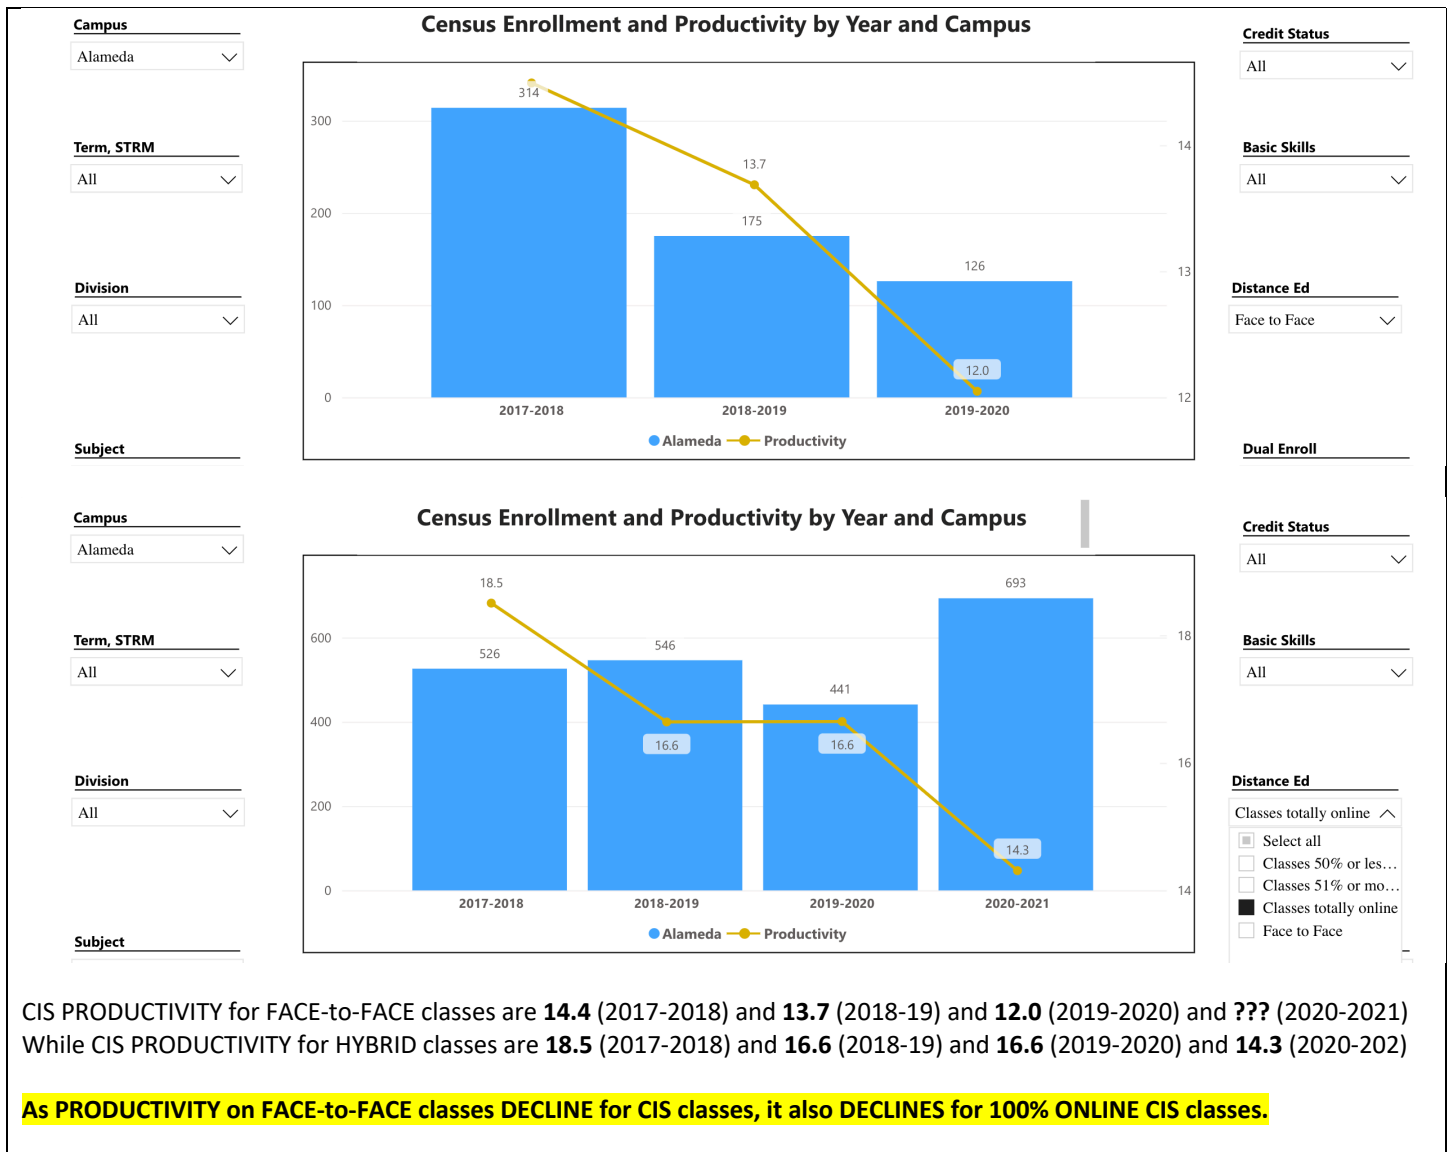 Census Enrollment and Productivity by Year and Campus
Campus
Alameda
Term, STRM
All
Division
All
Subject
314
13.7
175
126
12.0
300
200
100
0
14
13
12
2017-2018 2018-2019 2019-2020
Alameda Productivity
Credit Status
All
Basic Skills
All
Distance Ed
Face to Face
Dual Enroll
Census Enrollment and Productivity by Year and Campus
Campus
Alameda
Term, STRM
All
Division
All
Subject
18.5
526
546
16.6
441
16.6
693
14.3
600
400
200
0
18
16
14
2017-2018 2018-2019 2019-2020 2020-2021
Alameda Productivity
Credit Status
All
Basic Skills
All
Distance Ed
Classes totally online
Select all
Classes 50% or les...
Classes 51% or mo...
Classes totally online
Face to Face
CIS PRODUCTIVITY for FACE-to-FACE classes are 14.4 (2017-2018) and 13.7 (2018-19) and 12.0 (2019-2020) and ??? (2020-2021)
While CIS PRODUCTIVITY for HYBRID classes are 18.5 (2017-2018) and 16.6 (2018-19) and 16.6 (2019-2020) and 14.3 (2020-202)
As PRODUCTIVITY on FACE-to-FACE classes DECLINE for CIS classes, it also DECLINES for 100% ONLINE CIS classes.